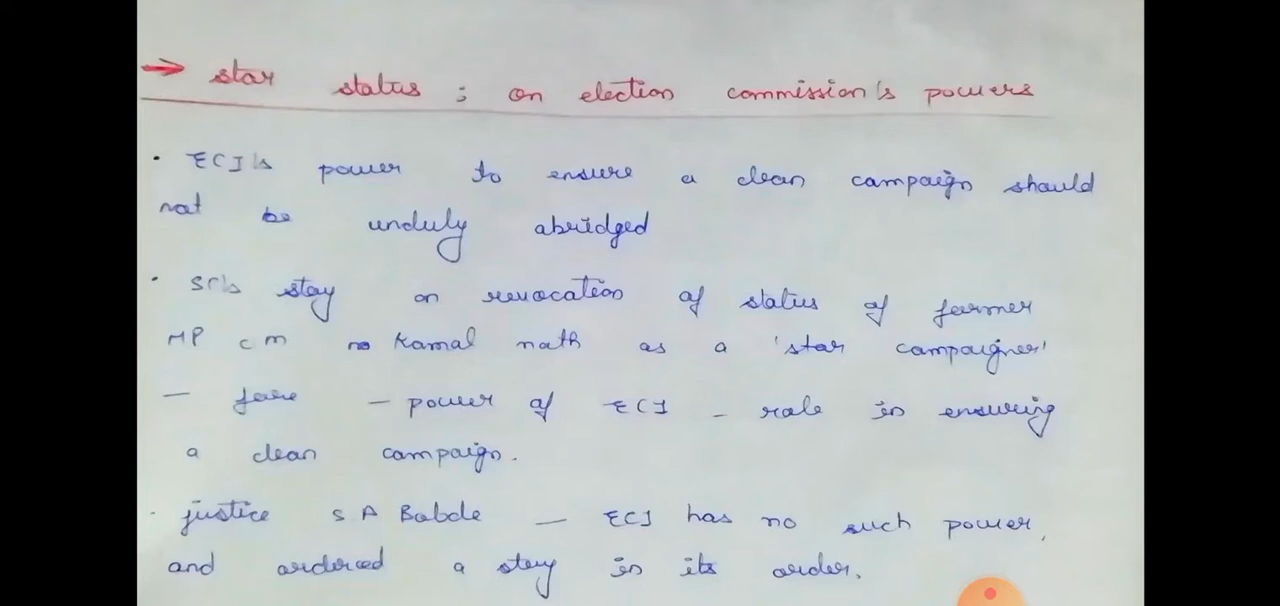 → star status ; on election commission's powers
• ECI's power to ensure a clean campaign should
not be unduly abridged
• SC's stay on revocation of status of former
MP CM Kamal nath as a 'star campaigner'
— fore — power of ECI – role in ensuring
a clean campaign.
• justice S A Bobde — ECI has no such power,
and ordered a stay in its order.